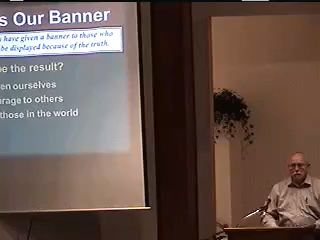 s Our Banner
have given a banner to those who
be displayed because of the truth
e the result?
en ourselves
rage to others
those in the world